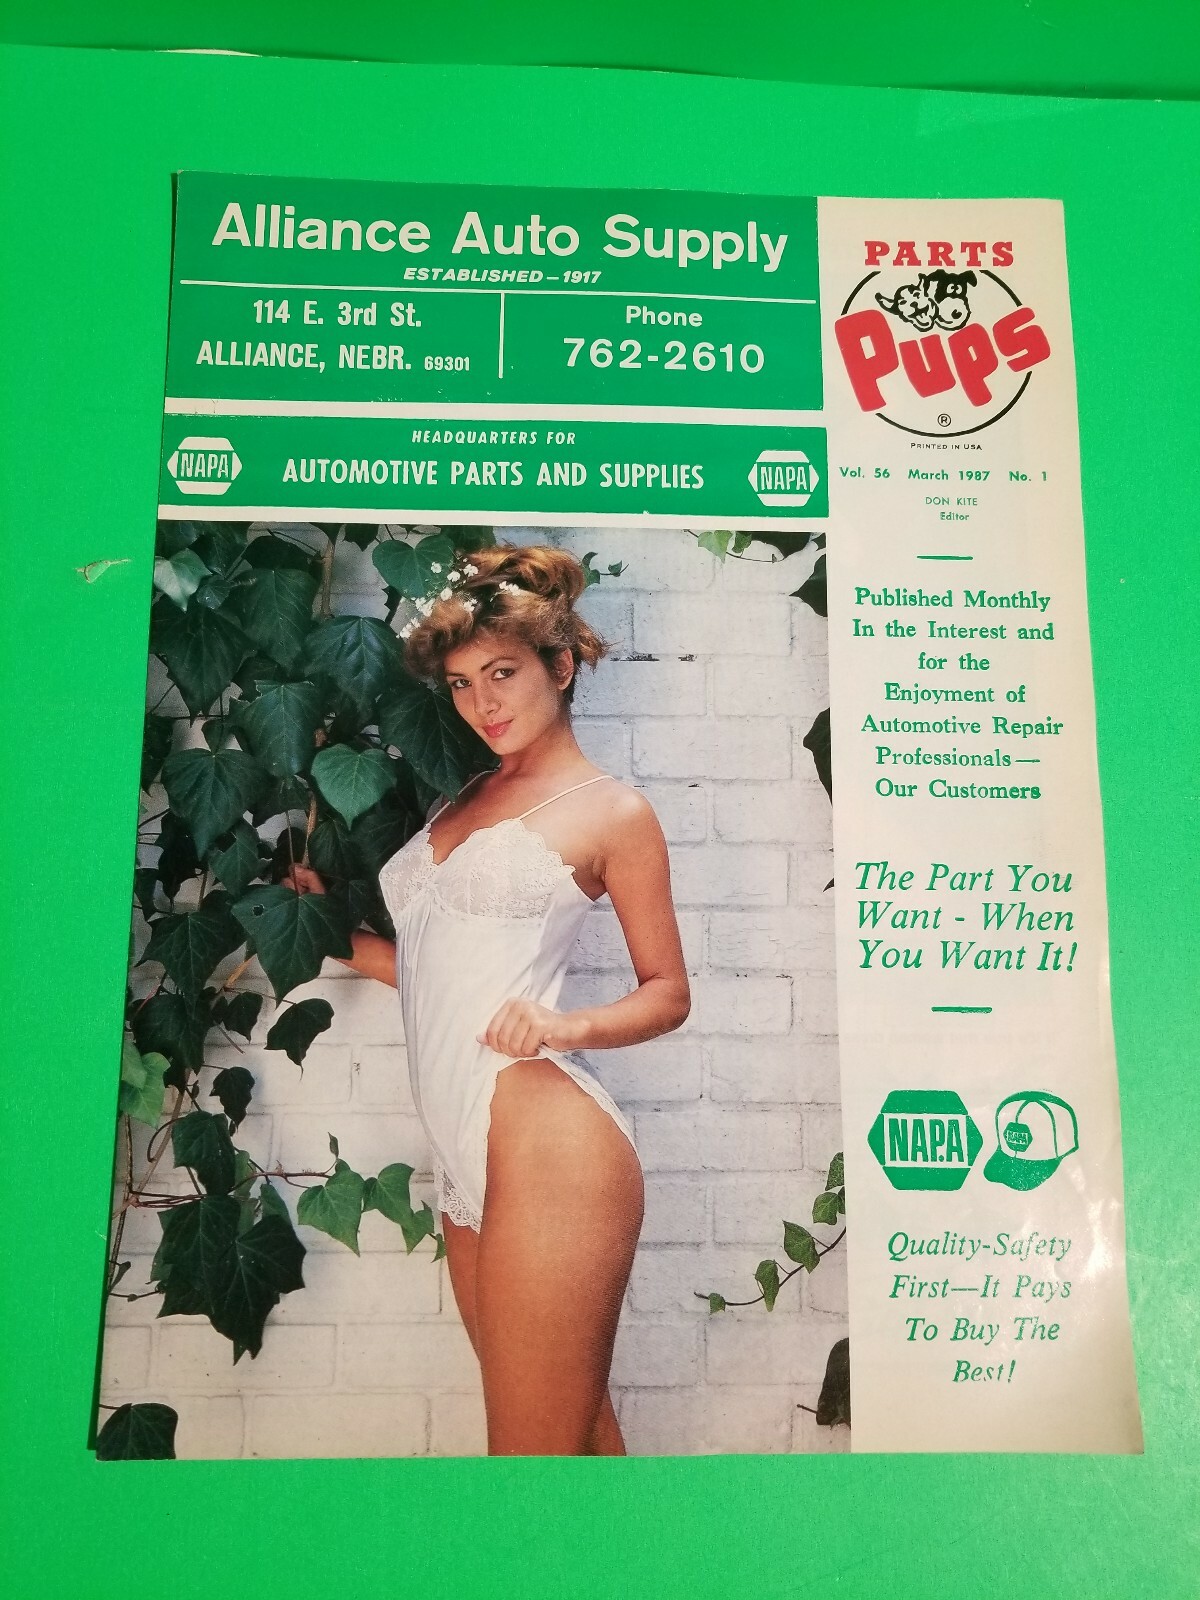 Alliance Auto Supply
ESTABLISHED – 1917
114 E. 3rd St.
ALLIANCE, NEBR. 69301
Phone
762-2610
HEADQUARTERS FOR
NAPA
AUTOMOTIVE PARTS AND SUPPLIES
NAPA
PARTS
Pups
®
PRINTED IN USA
Vol. 56 March 1987 No. 1
DON KITE
Editor
Published Monthly
In the Interest and
for the
Enjoyment of
Automotive Repair
Professionals—
Our Customers
The Part You
Want - When
You Want It!
NAPA
NAPA
Quality-Safety
First—It Pays
To Buy The
Best!